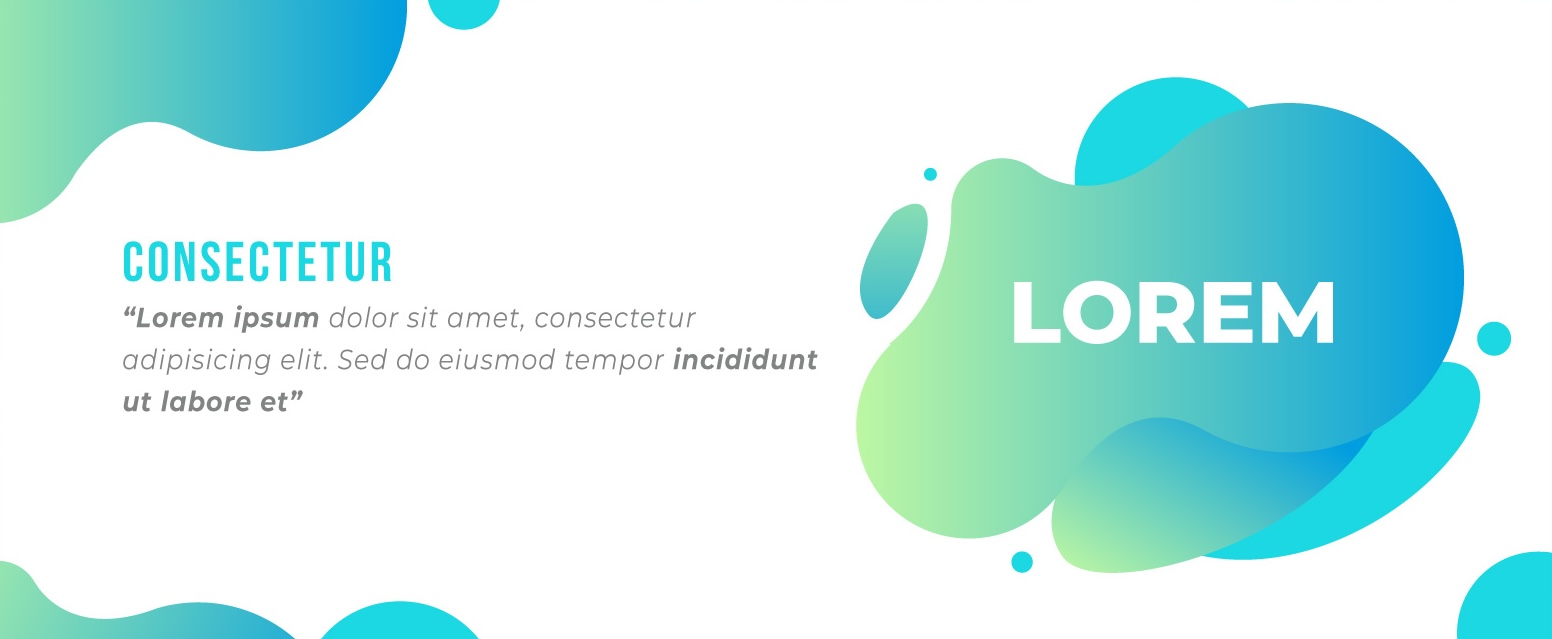 CONSECTETUR
“Lorem ipsum dolor sit amet, consectetur
adipisicing elit. Sed do eiusmod tempor incididunt
ut labore et”
LOREM